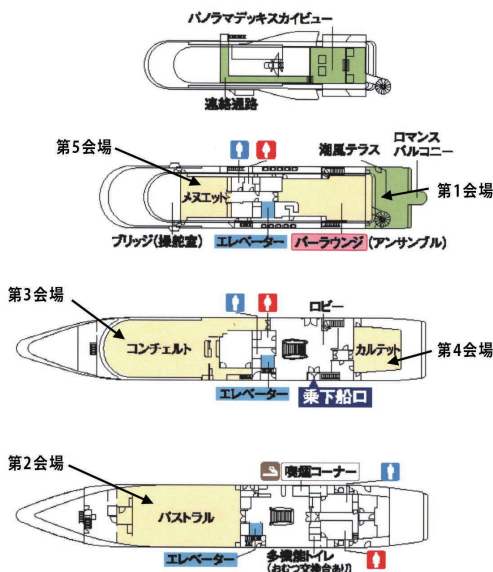 パノラマデッキスカイビュー
連絡通路
第5会場
潮風テラス
ロマンス
バルコニー
メヌエット
第1会場
ブリッジ(操舵室)
エレベーター
バーラウンジ
(アンサンブル)
第3会場
ロビー
コンチェルト
カルテット
第4会場
エレベーター
乗下船口
第2会場
喫煙コーナー
パストラル
エレベーター
多機能トイレ
(おむつ交換台あり)